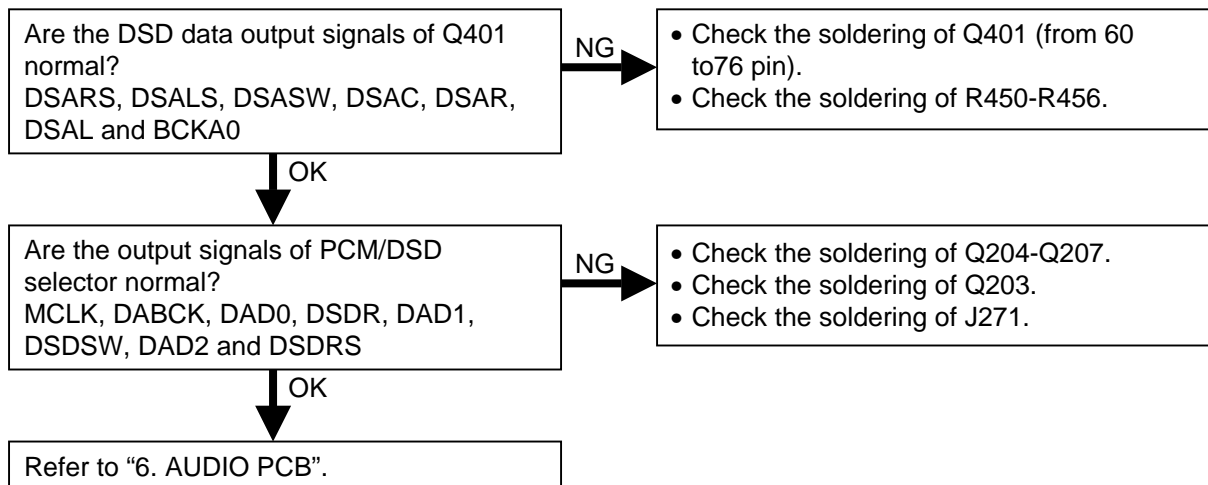 Are the DSD data output signals of Q401
normal?
DSARS, DSALS, DSASW, DSAC, DSAR,
DSAL and BCKA0
NG
• Check the soldering of Q401 (from 60
to76 pin).
• Check the soldering of R450-R456.
OK
Are the output signals of PCM/DSD
selector normal?
MCLK, DABCK, DAD0, DSDR, DAD1,
DSDSW, DAD2 and DSDRS
NG
• Check the soldering of Q204-Q207.
• Check the soldering of Q203.
• Check the soldering of J271.
OK
Refer to “6. AUDIO PCB”.